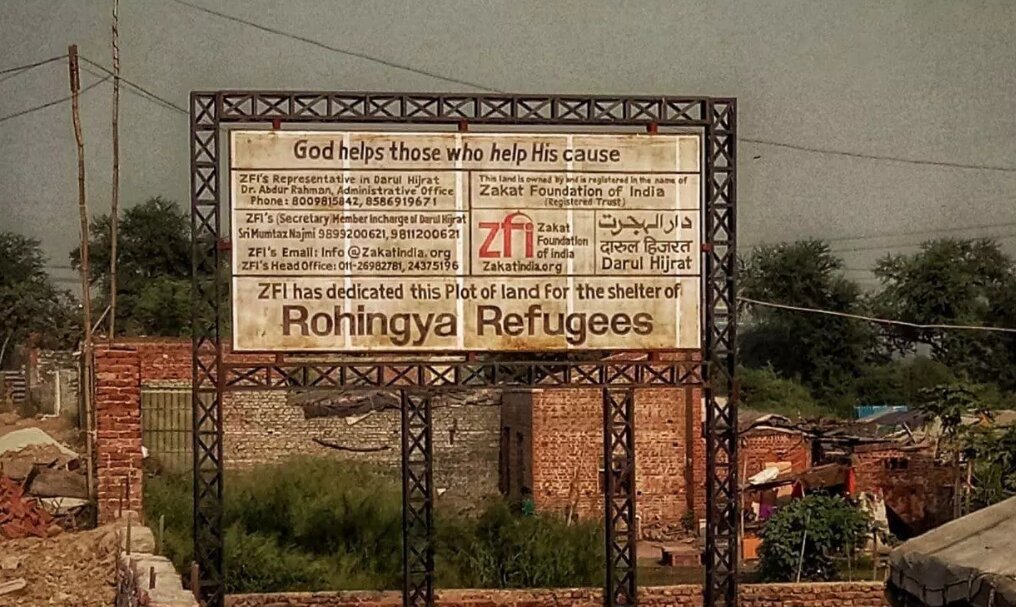 God helps those who help His cause
ZFI's Representative in Darul Hijrat
Dr. Abdur Rahman, Administrative Office
Phone: 8009815842, 8586919671
This land is owned by and is registered in the name of
Zakat Foundation of India
(Registered Trust)
ZFI's (Secretary) Member Incharge of Darul Hijrat
Sri Mumtaz Najmi 9899200621, 9811200621
ZFI's Email: Info@Zakatindia.org
ZFI's Head Office: 011-26982781, 24375196
zfi
Zakat
Foundation
of India
Zakatindia.org
دار الہجرت
दारुल हिजरत
Darul Hijrat
ZFI has dedicated this Plot of land for the shelter of
Rohingya Refugees